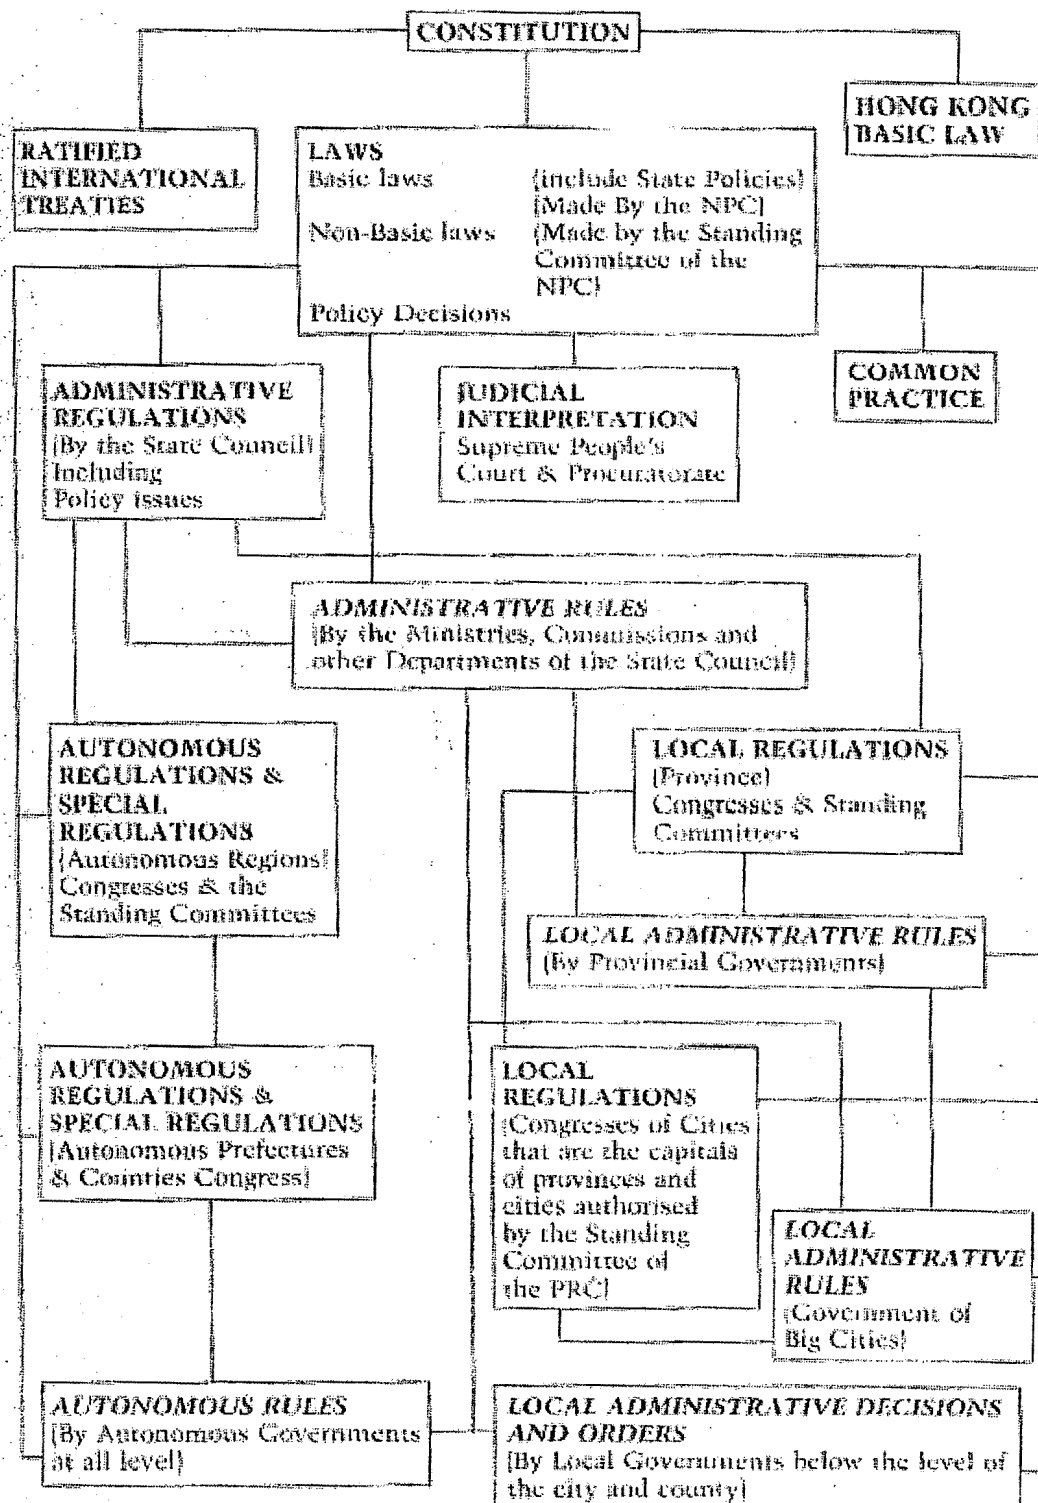 CONSTITUTION
HONG KONG
BASIC LAW
RATIFIED
INTERNATIONAL
TREATIES
LAWS
Basic laws (include State Policies)
(Made By the NPC)
Non-Basic laws (Made by the Standing
Committee of the
NPC)
Policy Decisions
ADMINISTRATIVE
REGULATIONS
(By the State Council)
Including
Policy issues
JUDICIAL
INTERPRETATION
Supreme People's
Court & Procuratorate
COMMON
PRACTICE
ADMINISTRATIVE RULES
(By the Ministries, Commissions and
other Departments of the State Council)
AUTONOMOUS
REGULATIONS &
SPECIAL
REGULATIONS
(Autonomous Regions)
Congresses & the
Standing Committees
LOCAL REGULATIONS
(Province)
Congresses & Standing
Committees
LOCAL ADMINISTRATIVE RULES
(By Provincial Governments)
AUTONOMOUS
REGULATIONS &
SPECIAL REGULATIONS
(Autonomous Prefectures
& Counties Congress)
LOCAL
REGULATIONS
(Congresses of Cities
that are the capitals
of provinces and
cities authorised
by the Standing
Committee of
the PRC)
LOCAL
ADMINISTRATIVE
RULES
(Government of
Big Cities)
AUTONOMOUS RULES
(By Autonomous Governments
at all level)
LOCAL ADMINISTRATIVE DECISIONS
AND ORDERS
(By Local Governments below the level of
the city and county)